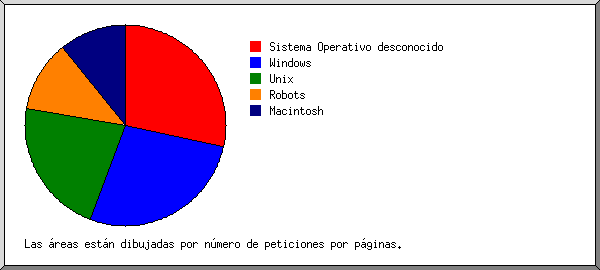 Sistema Operativo desconocido
Windows
Unix
Robots
Macintosh
Las áreas están dibujadas por número de peticiones por páginas.